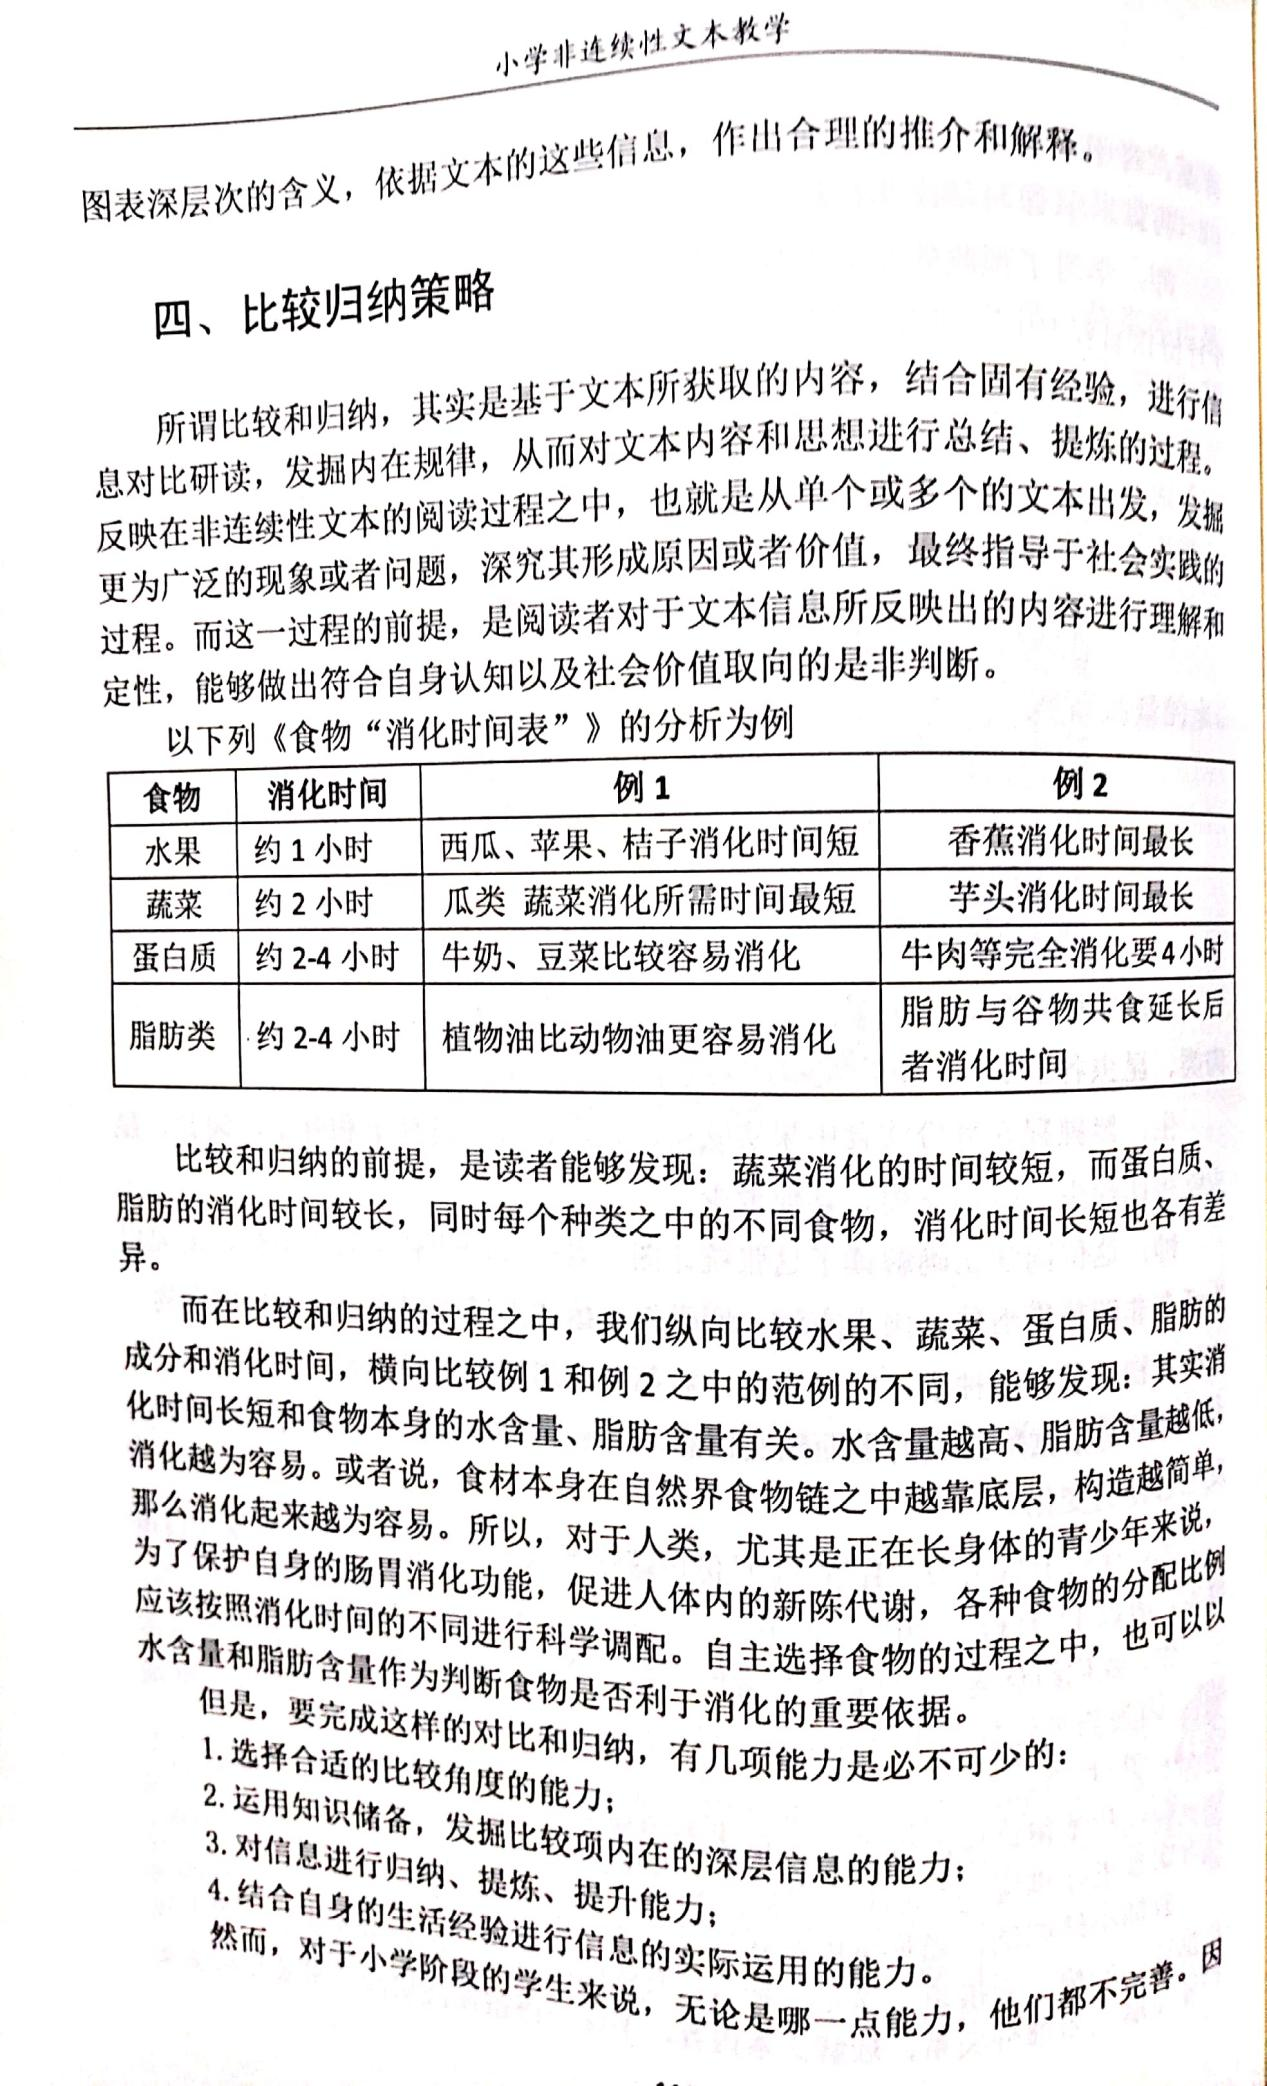 小学非连续性文本教学
图表深层次的含义，依据文本的这些信息，作出合理的推介和解释。
四、比较归纳策略
所谓比较和归纳，其实是基于文本所获取的内容，结合固有经验，进行信
息对比研读，发掘内在规律，从而对文本内容和思想进行总结、提炼的过程。
反映在非连续性文本的阅读过程之中，也就是从单个或多个的文本出发，发掘
更为广泛的现象或者问题，深究其形成原因或者价值，最终指导于社会实践的
过程。而这一过程的前提，是阅读者对于文本信息所反映出的内容进行理解和
定性，能够做出符合自身认知以及社会价值取向的是非判断。
以下列《食物“消化时间表”》的分析为例
食物 消化时间 例 1 例 2
水果 约 1 小时 西瓜、苹果、桔子消化时间短 香蕉消化时间最长
蔬菜 约 2 小时 瓜类 蔬菜消化所需时间最短 芋头消化时间最长
蛋白质 约 2-4 小时 牛奶、豆菜比较容易消化 牛肉等完全消化要4小时
脂肪类 约 2-4 小时 植物油比动物油更容易消化 脂肪与谷物共食延长后
者消化时间
比较和归纳的前提，是读者能够发现：蔬菜消化的时间较短，而蛋白质、
脂肪的消化时间较长，同时每个种类之中的不同食物，消化时间长短也各有差
异。
而在比较和归纳的过程之中，我们纵向比较水果、蔬菜、蛋白质、脂肪的
成分和消化时间，横向比较例 1 和例 2 之中的范例的不同，能够发现：其实消
化时间长短和食物本身的水含量、脂肪含量有关。水含量越高、脂肪含量越低，
消化越为容易。或者说，食材本身在自然界食物链之中越靠底层，构造越简单，
那么消化起来越为容易。所以，对于人类，尤其是正在长身体的青少年来说，
为了保护自身的肠胃消化功能，促进人体内的新陈代谢，各种食物的分配比例
应该按照消化时间的不同进行科学调配。自主选择食物的过程之中，也可以以
水含量和脂肪含量作为判断食物是否利于消化的重要依据。
但是，要完成这样的对比和归纳，有几项能力是必不可少的：
1.选择合适的比较角度的能力；
2.运用知识储备，发掘比较项内在的深层信息的能力；
3.对信息进行归纳、提炼、提升能力；
4.结合自身的生活经验进行信息的实际运用的能力。
然而，对于小学阶段的学生来说，无论是哪一点能力，他们都不完善。因